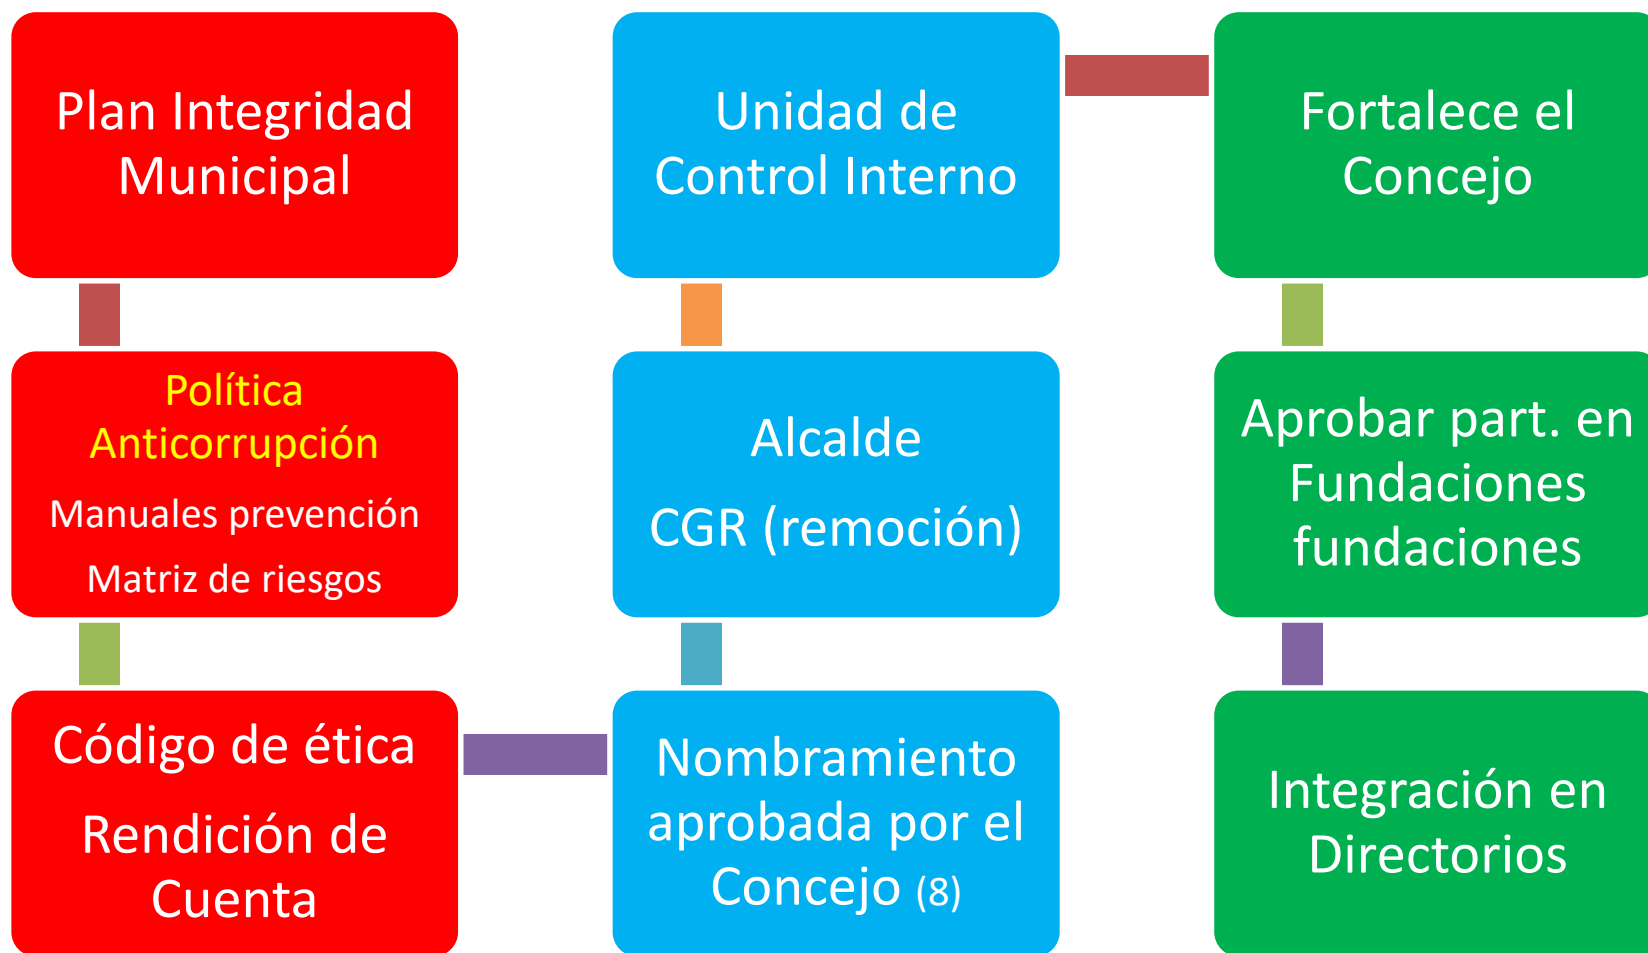 Plan Integridad
Municipal
Política
Anticorrupción
Manuales prevención
Matriz de riesgos
Código de ética
Rendición de
Cuenta
Nombramiento
aprobada por el
Concejo (8)
Alcalde
CGR (remoción)
Unidad de
Control Interno
Fortalece el
Concejo
Aprobar part. en
Fundaciones
fundaciones
Integración en
Directorios